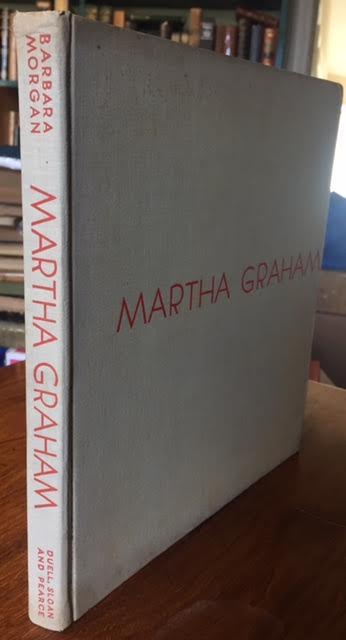 BARBARA
MORGAN
MARTHA GRAHAM
DUELL, SLOAN
AND PEARCE
MARTHA GRAHAM